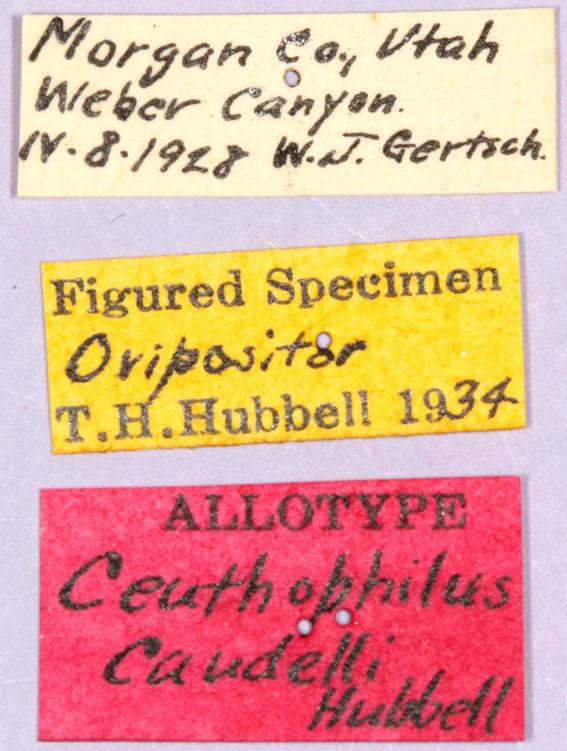 Morgan Co., Utah
Weber Canyon.
IV.8.1928 W.J. Gertsch.
Figured Specimen
Ovipositor
T.H.Hubbell 1934
ALLOTYPE
Ceuthophilus
Caudelli
Hubbell